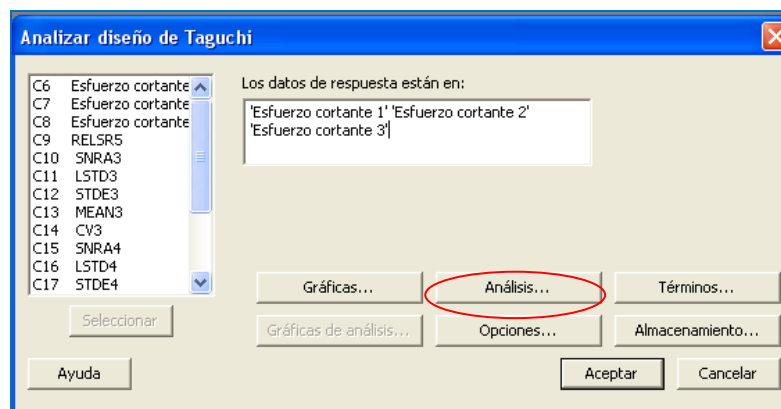 Analizar diseño de Taguchi
C6 Esfuerzo cortante
C7 Esfuerzo cortante
C8 Esfuerzo cortante
C9 RELSR5
C10 SNRA3
C11 LSTD3
C12 STDE3
C13 MEAN3
C14 CV3
C15 SNRA4
C16 LSTD4
C17 STDE4
Los datos de respuesta están en:
'Esfuerzo cortante 1' 'Esfuerzo cortante 2'
'Esfuerzo cortante 3'
Seleccionar
Gráficas... Análisis... Términos...
Gráficas de análisis... Opciones... Almacenamiento...
Ayuda Aceptar Cancelar